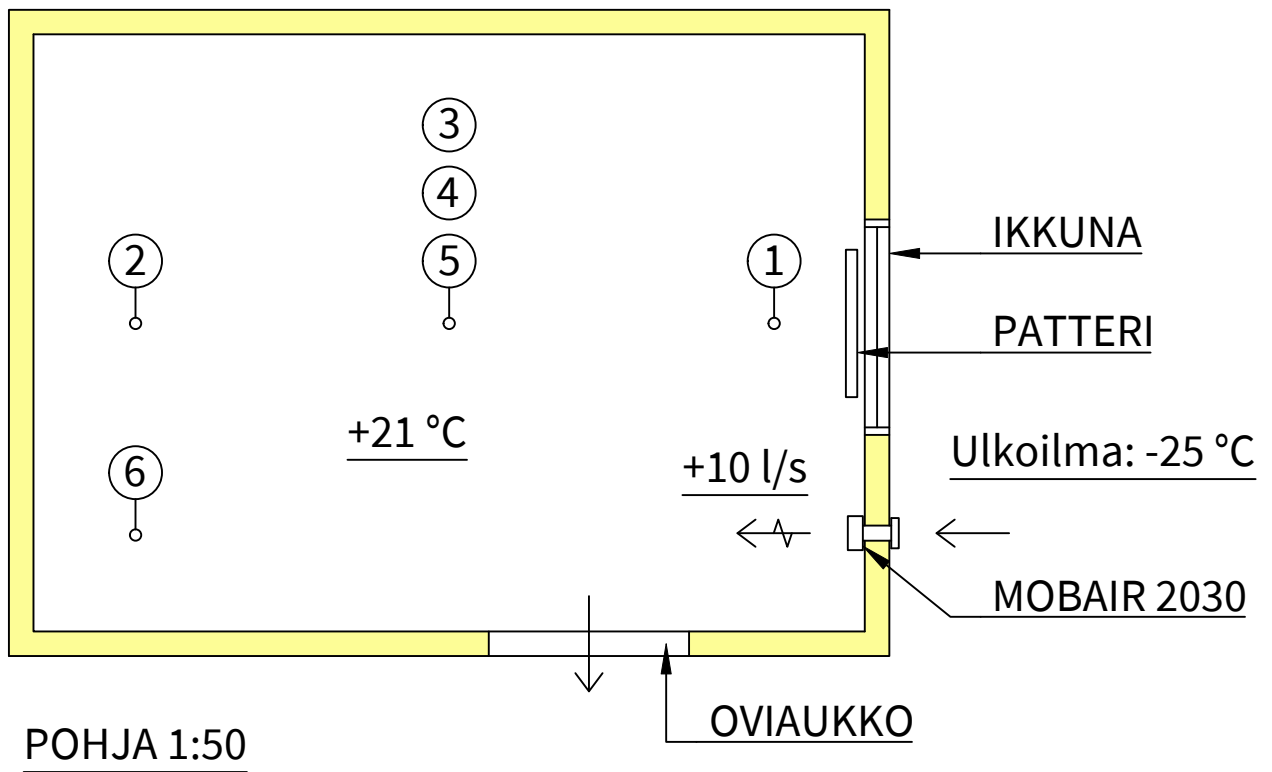 3
4
2
5
1
IKKUNA
PATTERI
+21 °C
6
+10 l/s
Ulkoilma: -25 °C
MOBAIR 2030
OVIAUKKO
POHJA 1:50